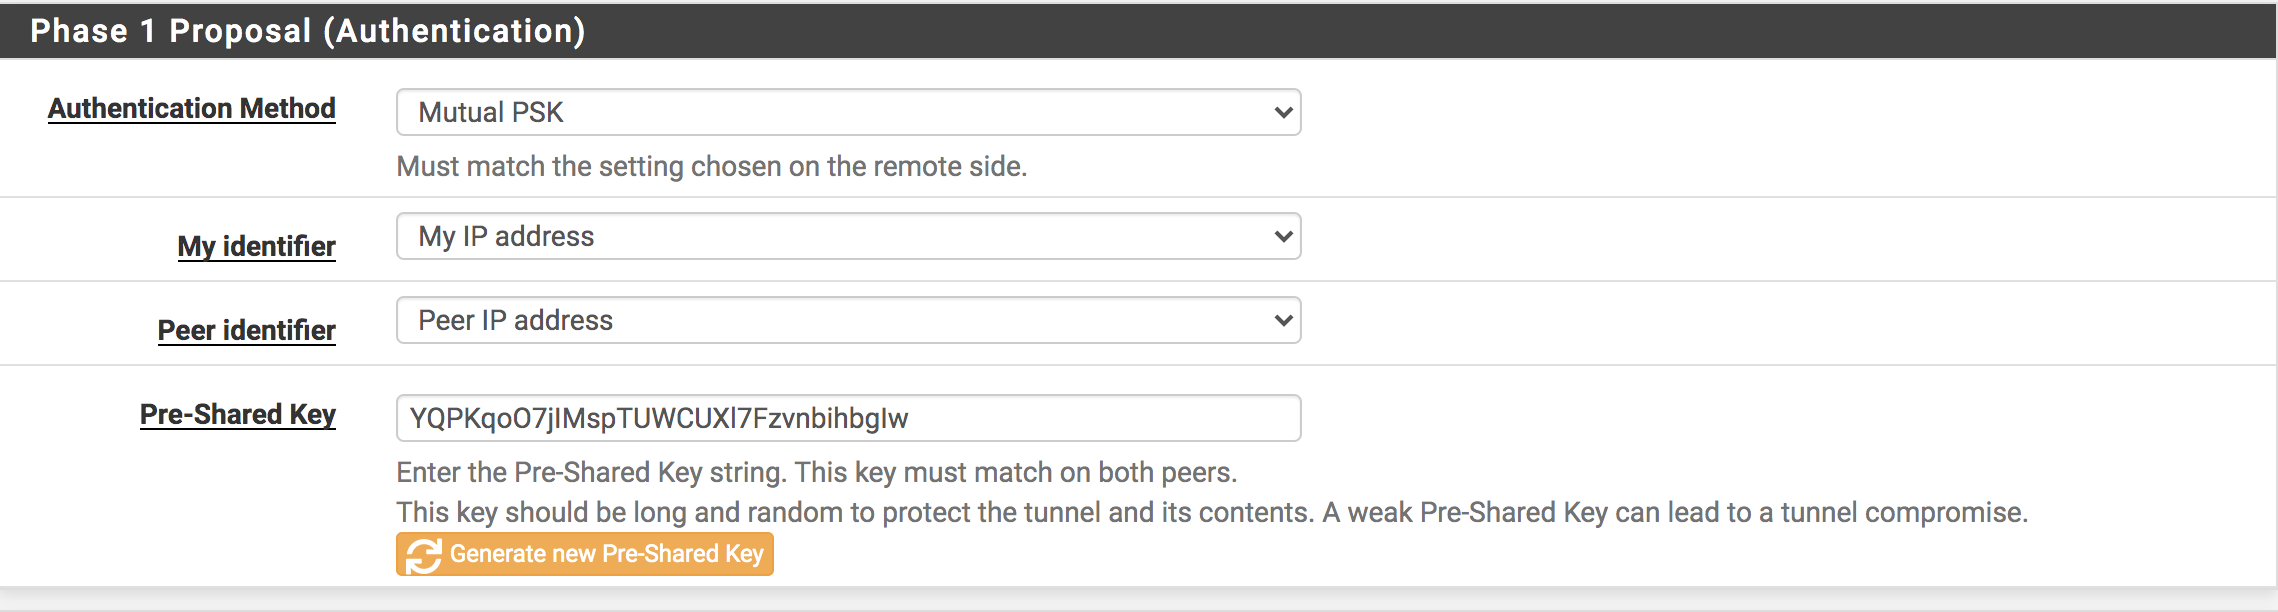 Phase 1 Proposal (Authentication)
Authentication Method
Mutual PSK
Must match the setting chosen on the remote side.
My identifier
My IP address
Peer identifier
Peer IP address
Pre-Shared Key
YQPKqoO7jIMspTUWCUXl7FzvnbihbgIw
Enter the Pre-Shared Key string. This key must match on both peers.
This key should be long and random to protect the tunnel and its contents. A weak Pre-Shared Key can lead to a tunnel compromise.
Generate new Pre-Shared Key